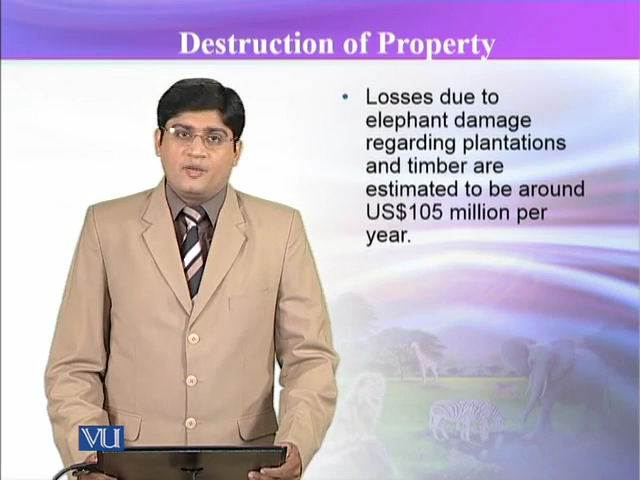 Destruction of Property
• Losses due to
elephant damage
regarding plantations
and timber are
estimated to be around
US$105 million per
year.
VU